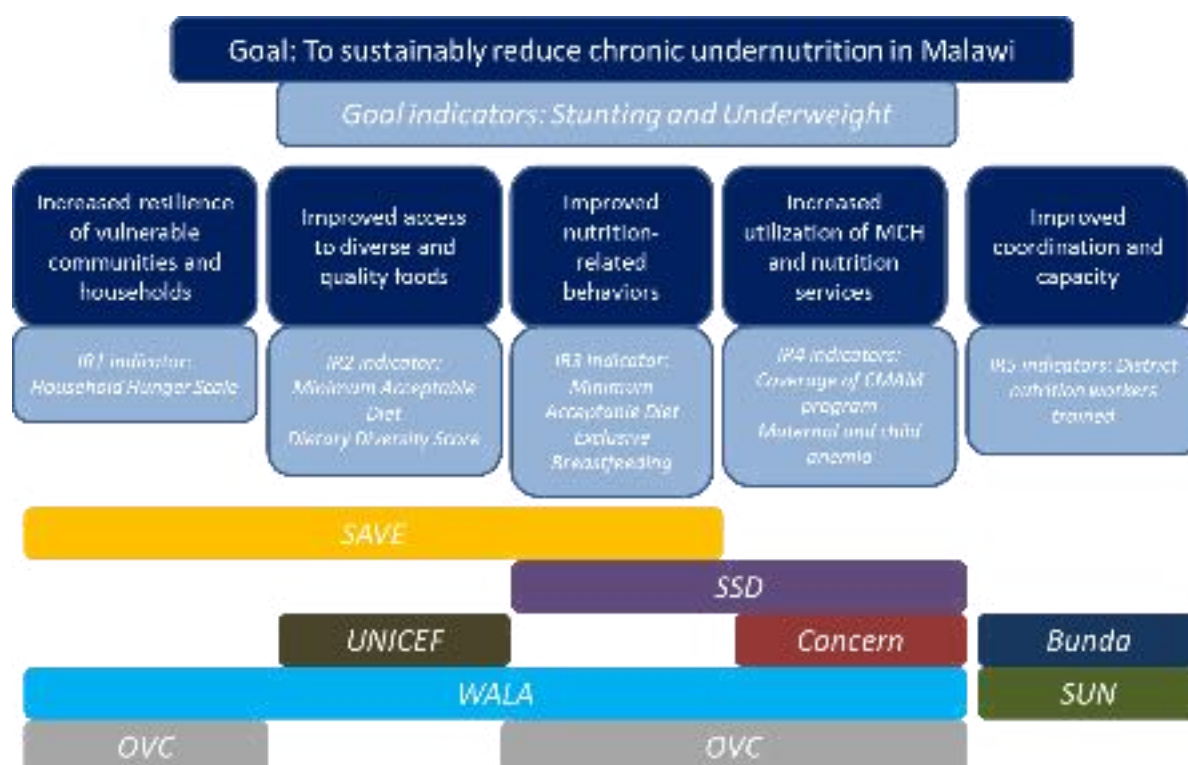 Goal: To sustainably reduce chronic undernutrition in Malawi
Goal indicators: Stunting and Underweight
Increased resilience
of vulnerable
communities and
households
Improved access
to diverse and
quality foods
Improved
nutrition-
related
behaviors
Increased
utilization of MCH
and nutrition
services
Improved
coordination and
capacity
IR1 indicator:
Household Hunger Scale
IR2 indicator:
Minimum Acceptable
Diet
Dietary Diversity Score
IR3 indicator:
Minimum
Acceptable Diet
Exclusive
Breastfeeding
IR4 indicators:
Coverage of CMAM
program
Maternal and child
anemia
IR5 indicators: District
nutrition workers
trained
SAVE
SSD
UNICEF
Concern
Bunda
WALA
SUN
OVC
OVC